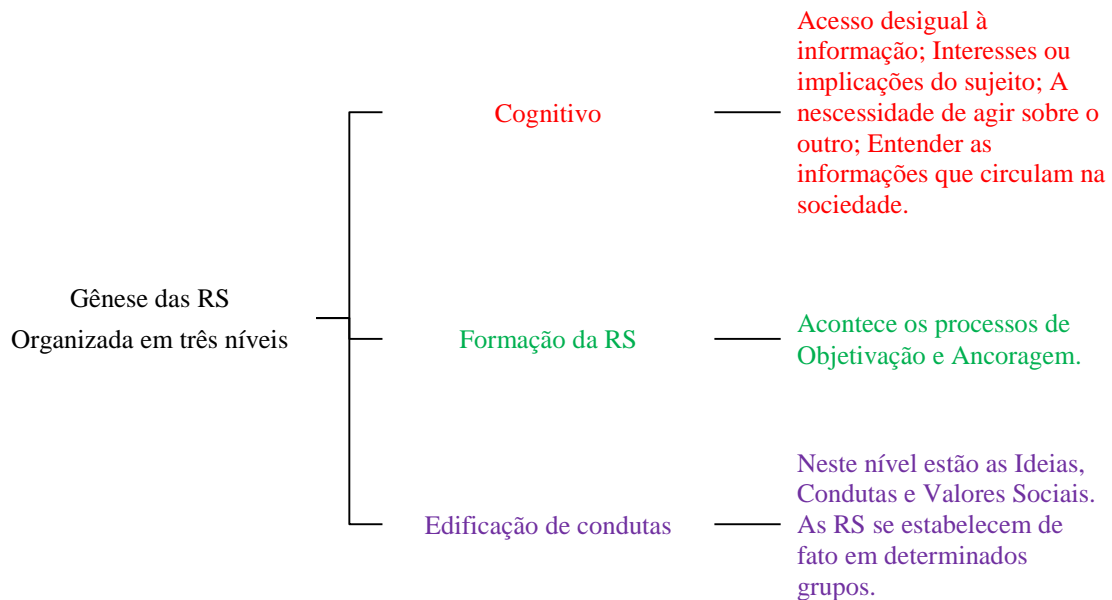 Gênese das RS
Organizada em três níveis
Cognitivo
Acesso desigual à
informação; Interesses ou
implicações do sujeito; A
nescessidade de agir sobre o
outro; Entender as
informações que circulam na
sociedade.
Formação da RS
Acontece os processos de
Objetivação e Ancoragem.
Edificação de condutas
Neste nível estão as Ideias,
Condutas e Valores Sociais.
As RS se estabelecem de
fato em determinados
grupos.